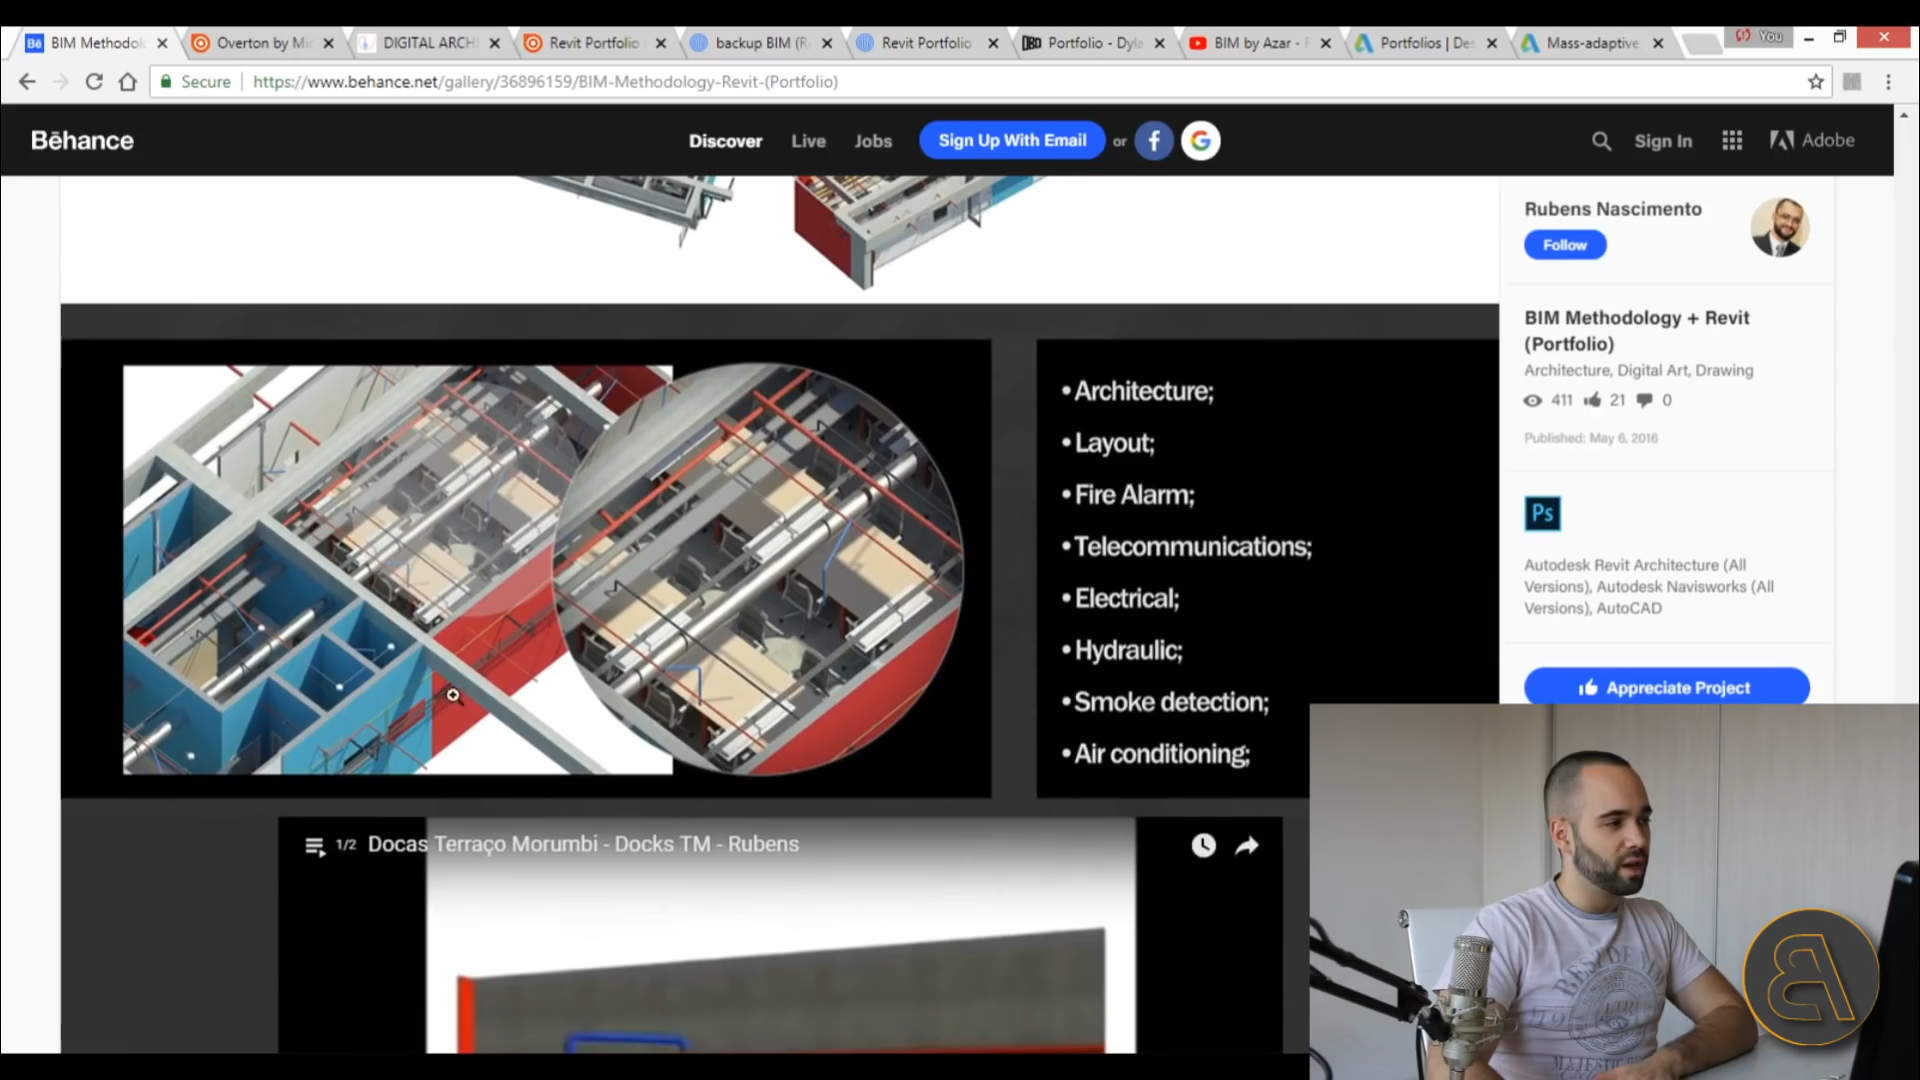 BIM Methodol
Overton by Mi
DIGITAL ARCHI
Revit Portfolio
backup BIM (R
Revit Portfolio
Portfolio - Dyla
BIM by Azar -
Portfolios | Des
Mass-adaptive
You
Secure
https://www.behance.net/gallery/36896159/BIM-Methodology-Revit-(Portfolio)
Bēhance
Discover
Live
Jobs
Sign Up With Email
or
f
G
Sign In
Adobe
Rubens Nascimento
Follow
BIM Methodology + Revit
(Portfolio)
Architecture, Digital Art, Drawing
411 21 0
Published: May 6, 2016
Ps
Autodesk Revit Architecture (All
Versions), Autodesk Navisworks (All
Versions), AutoCAD
Appreciate Project
• Architecture;
• Layout;
• Fire Alarm;
• Telecommunications;
• Electrical;
• Hydraulic;
• Smoke detection;
• Air conditioning;
1/2 Docas Terraço Morumbi - Docks TM - Rubens